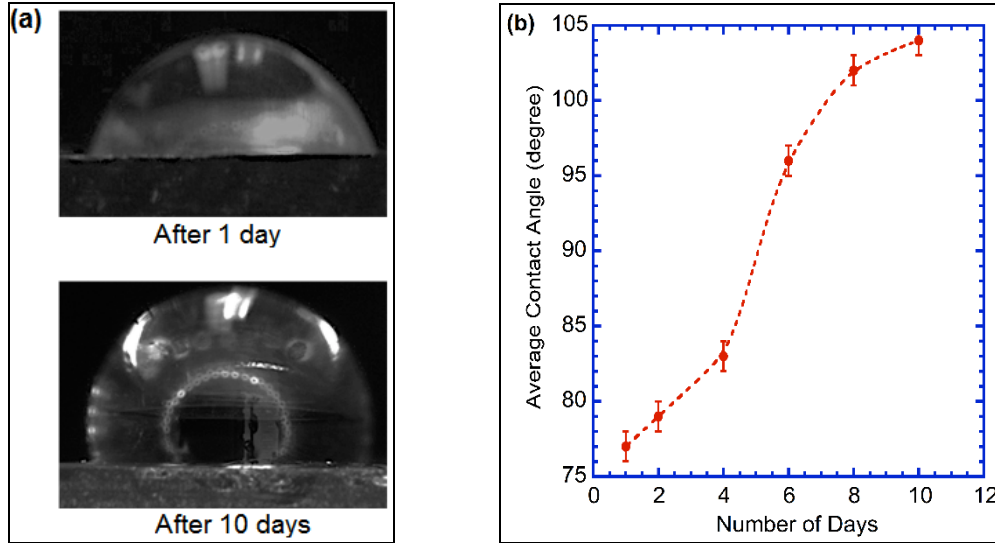 (a)
After 1 day
After 10 days
(b)
105
100
95
90
85
80
75
0 2 4 6 8 10 12
Average Contact Angle (degree)
Number of Days